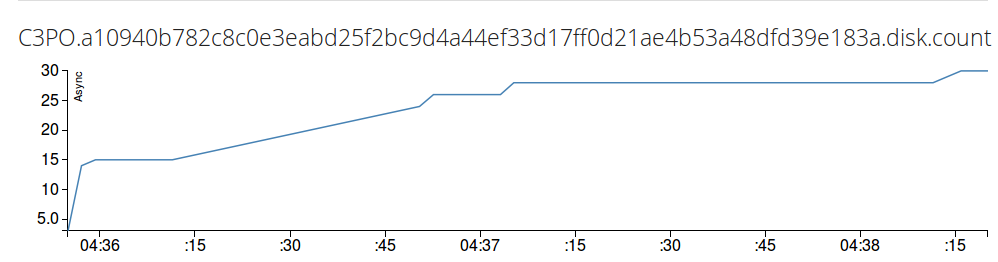 C3PO.a10940b782c8c0e3eabd25f2bc9d4a44ef33d17ff0d21ae4b53a48dfd39e183a.disk.count
30
Async
25
20
15
10
5.0
04:36 :15 :30 :45 04:37 :15 :30 :45 04:38 :15